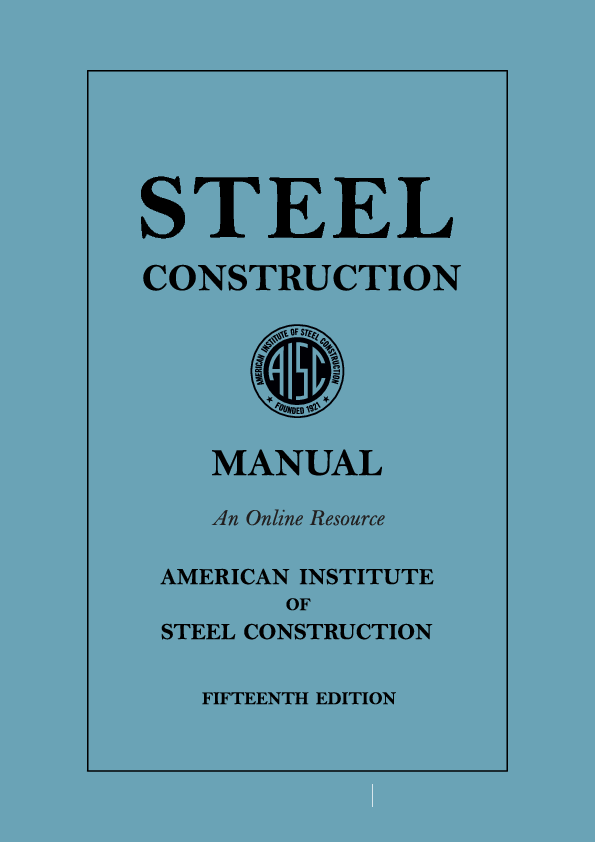 STEEL
CONSTRUCTION
AMERICAN INSTITUTE OF STEEL CONSTRUCTION
AISC
★ FOUNDED 1921 ★
MANUAL
An Online Resource
AMERICAN INSTITUTE
OF
STEEL CONSTRUCTION
FIFTEENTH EDITION